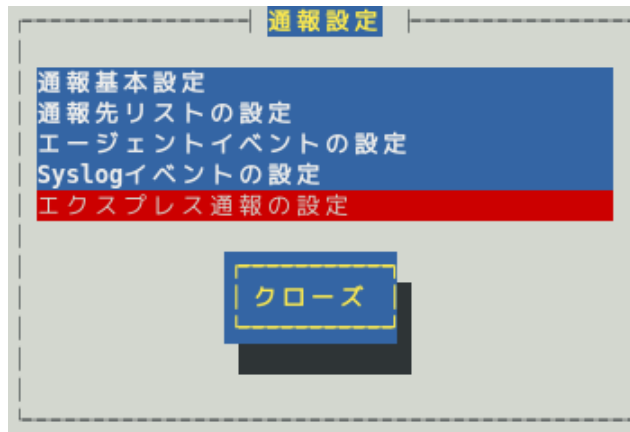 通報設定
通報基本設定
通報先リストの設定
エージェントイベントの設定
Syslogイベントの設定
エクスプレス通報の設定
クローズ